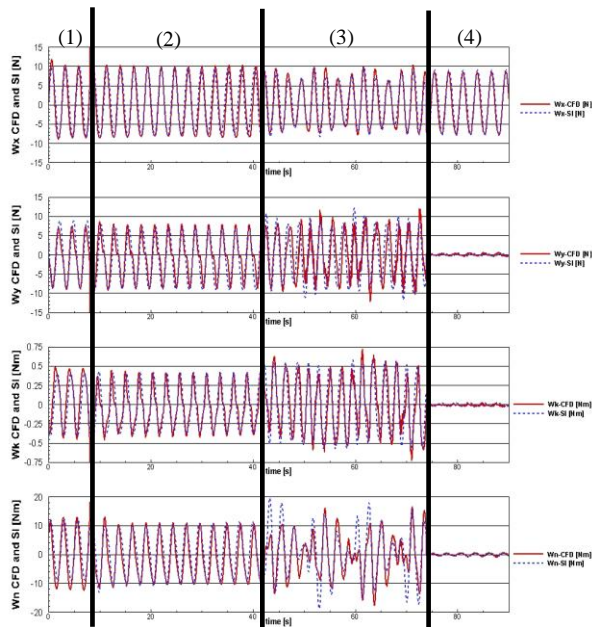 (1) (2) (3) (4)
Wx CFD and SI [N]
15
10
5
0
-5
-10
-15
0 20 40 60 80
time [s]
Wx-CFD [N]
Wx-SI [N]
Wy CFD and SI [N]
15
10
5
0
-5
-10
-15
0 20 40 60 80
time [s]
Wy-CFD [N]
Wy-SI [N]
Wk CFD and SI [Nm]
0.75
0.5
0.25
0
-0.25
-0.5
-0.75
0 20 40 60 80
time [s]
Wk-CFD [Nm]
Wk-SI [Nm]
Wn CFD and SI [Nm]
20
10
0
-10
-20
0 20 40 60 80
time [s]
Wn-CFD [Nm]
Wn-SI [Nm]